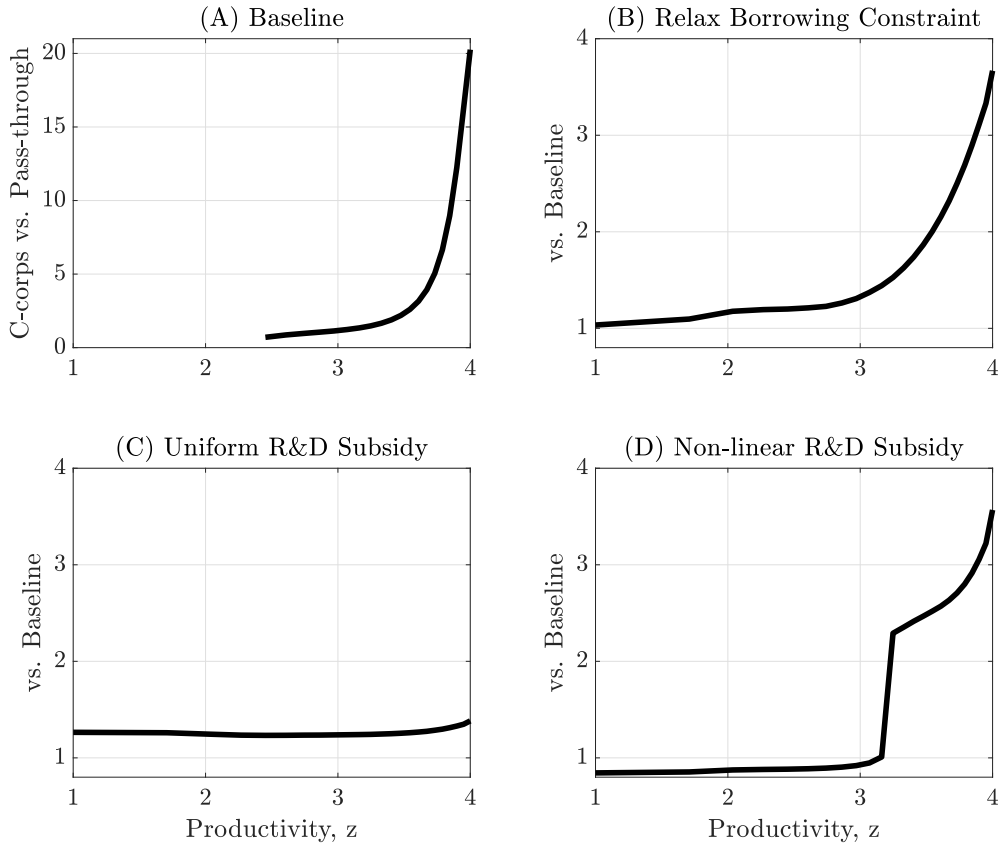 (A) Baseline
C-corps vs. Pass-through
20
15
10
5
0
1 2 3 4
(B) Relax Borrowing Constraint
vs. Baseline
4
3
2
1
1 2 3 4
(C) Uniform R&D Subsidy
vs. Baseline
4
3
2
1
1 2 3 4
Productivity, z
(D) Non-linear R&D Subsidy
vs. Baseline
4
3
2
1
1 2 3 4
Productivity, z